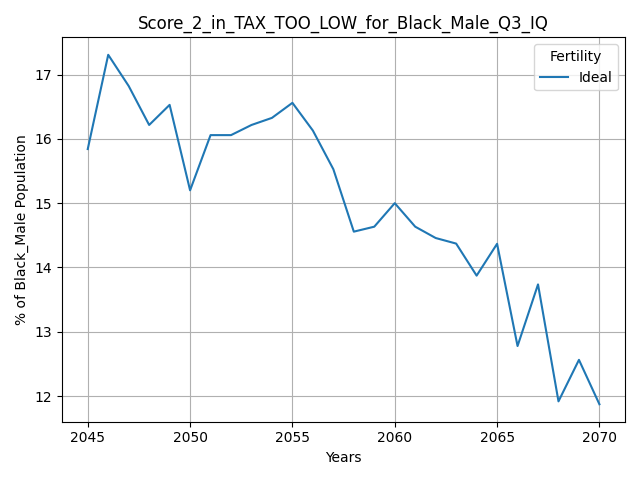 Score_2_in_TAX_TOO_LOW_for_Black_Male_Q3_IQ
% of Black_Male Population
17
16
15
14
13
12
Fertility
Ideal
2045 2050 2055 2060 2065 2070
Years